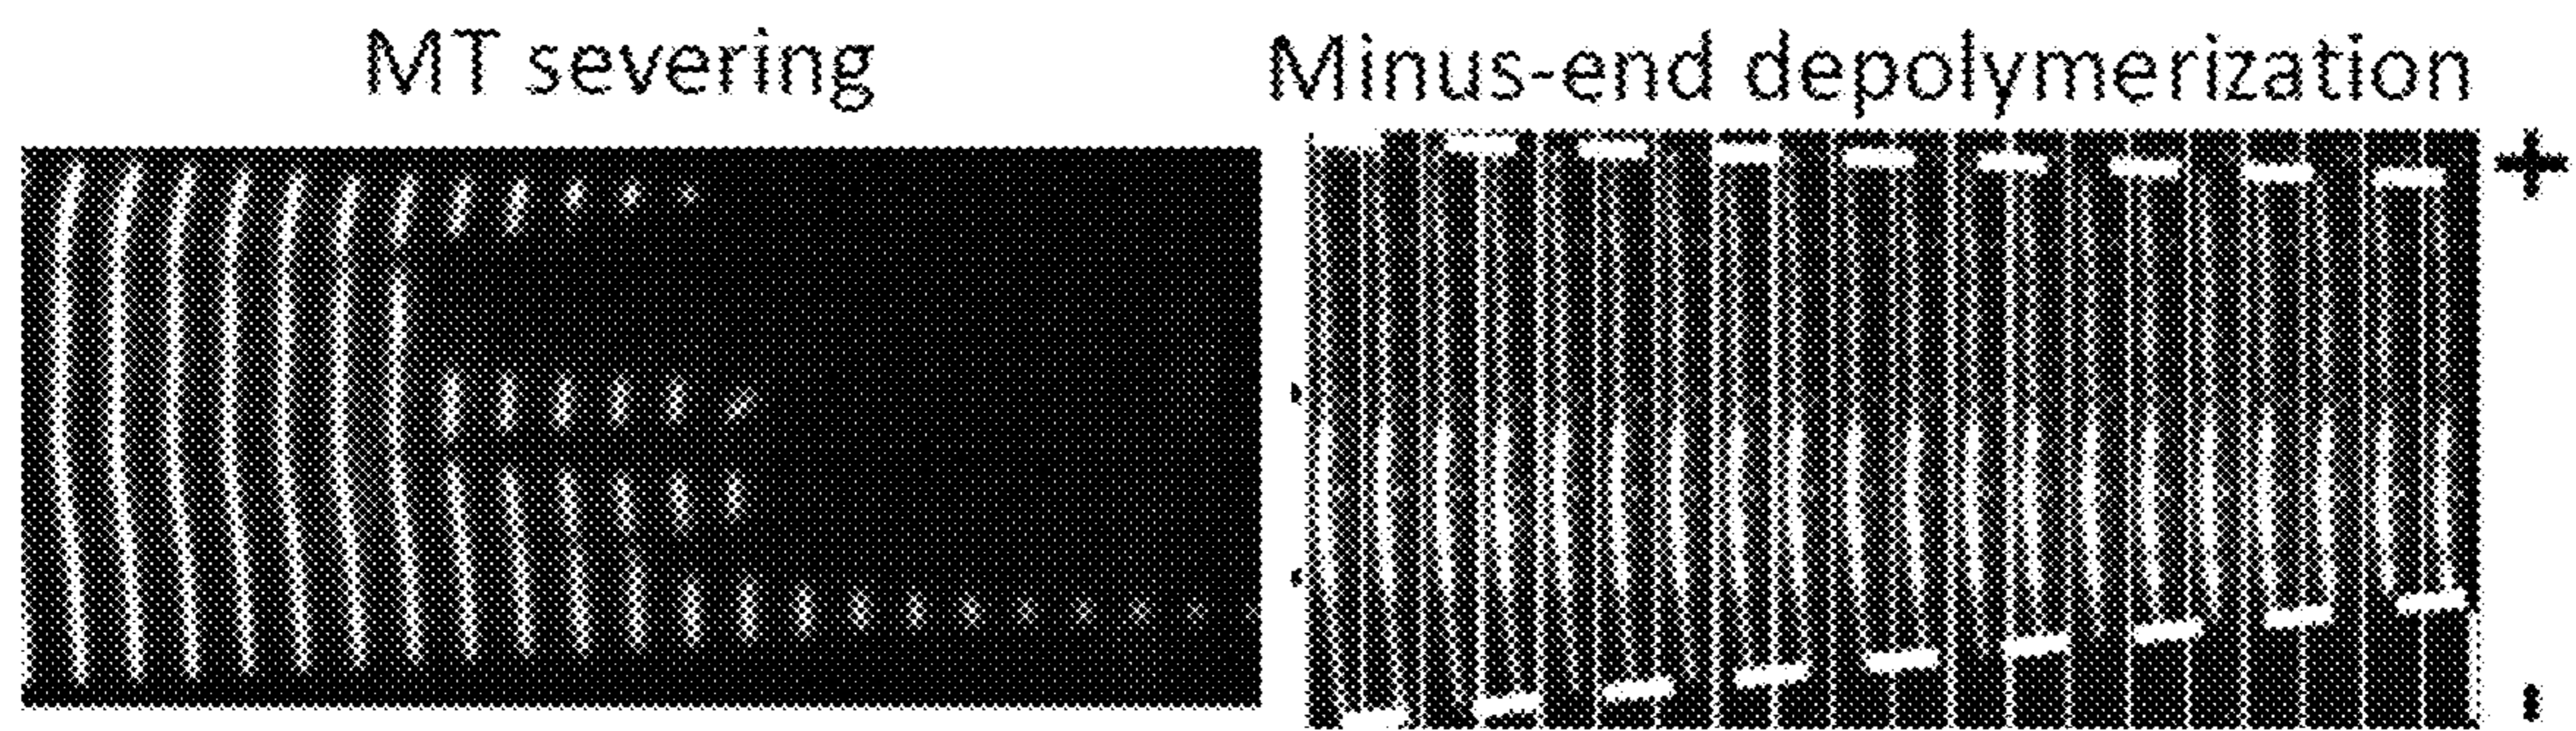 MT severing
Minus-end depolymerization
+
-